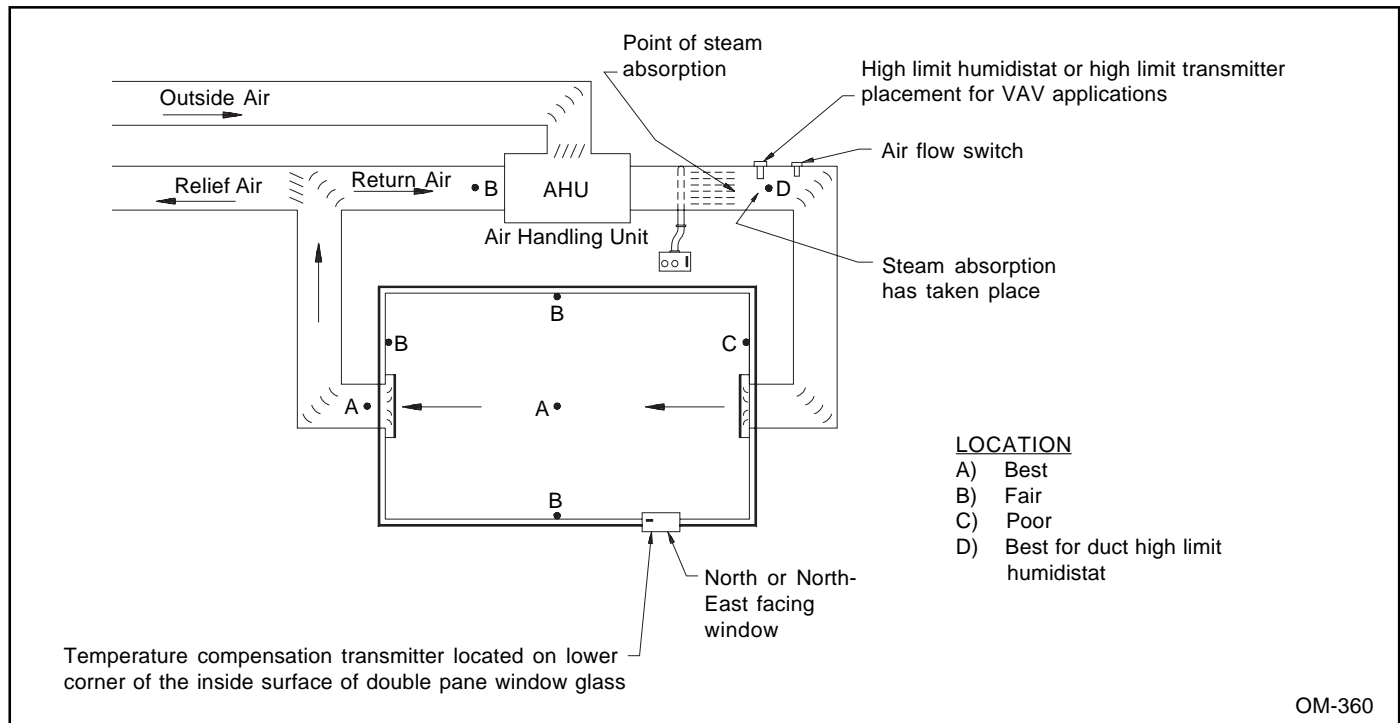 Point of steam
absorption
High limit humidistat or high limit transmitter
placement for VAV applications
Outside Air
Air flow switch
Relief Air
Return Air
B
AHU
D
Air Handling Unit
Steam absorption
has taken place
B
B
C
A
A
B
LOCATION
A) Best
B) Fair
C) Poor
D) Best for duct high limit
humidistat
North or North-
East facing
window
Temperature compensation transmitter located on lower
corner of the inside surface of double pane window glass
OM-360